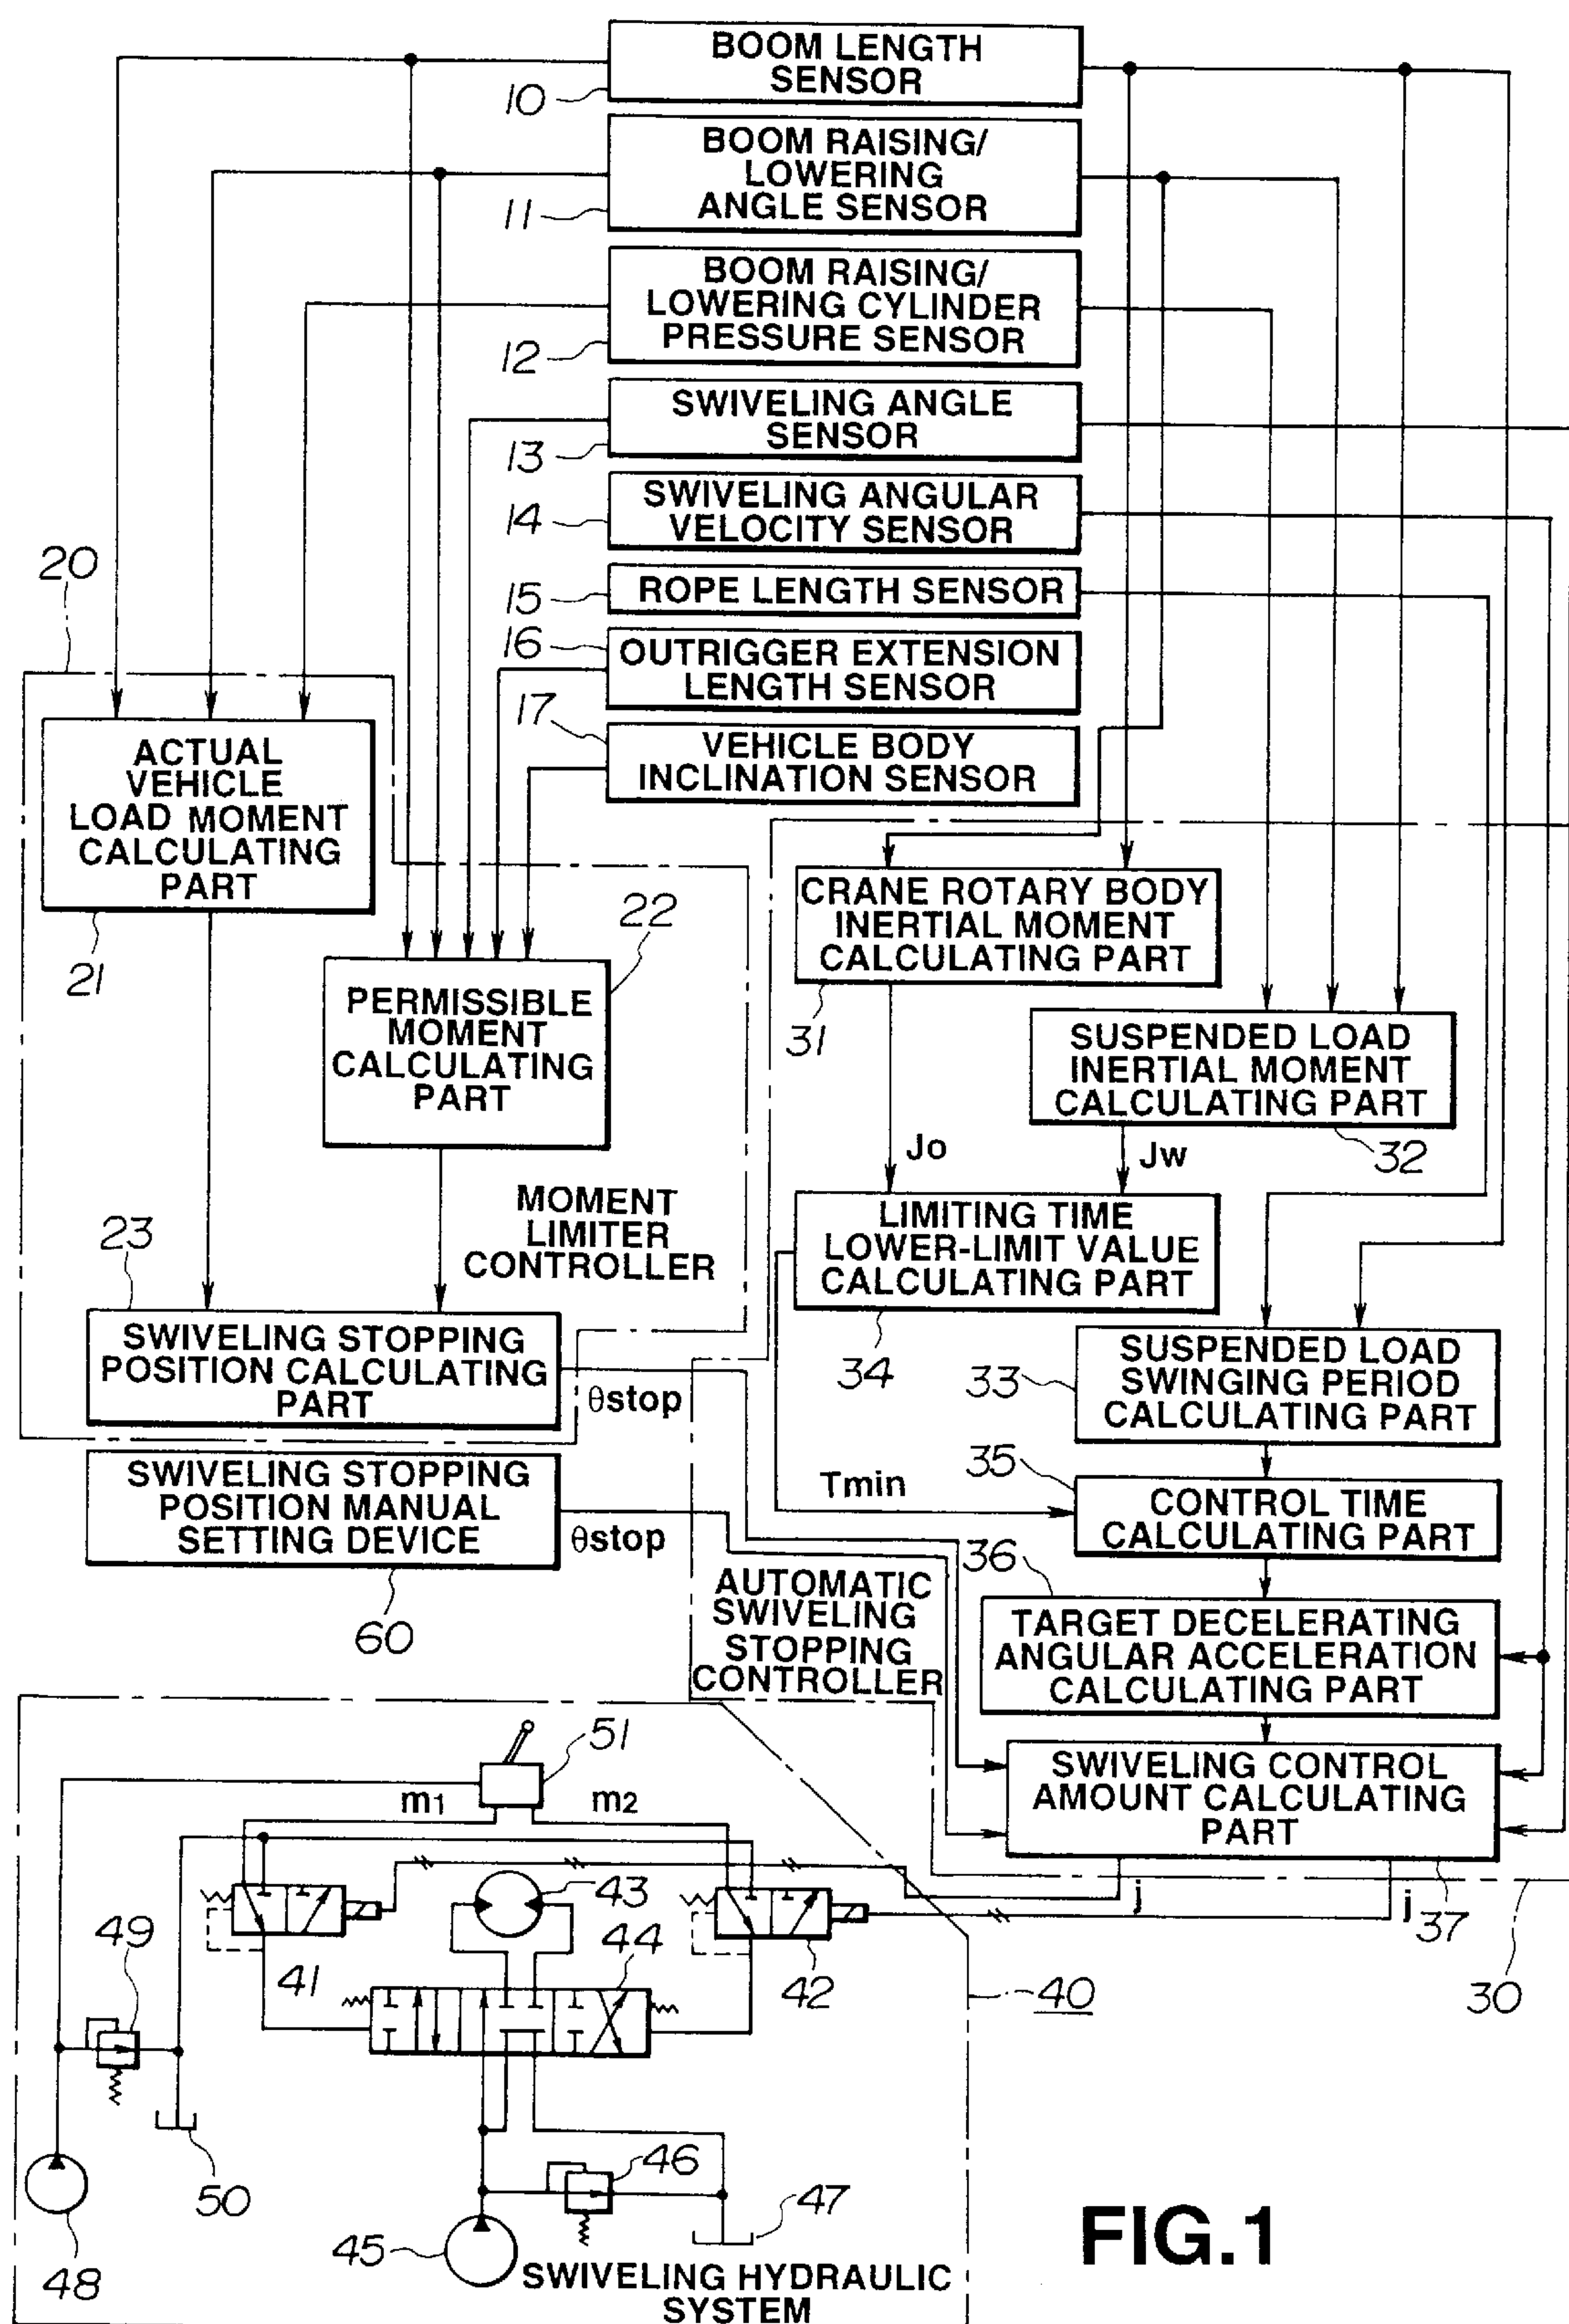 BOOM LENGTH
SENSOR
10
BOOM RAISING/
LOWERING
ANGLE SENSOR
11
BOOM RAISING/
LOWERING CYLINDER
PRESSURE SENSOR
12
SWIVELING ANGLE
SENSOR
13
SWIVELING ANGULAR
VELOCITY SENSOR
14
ROPE LENGTH SENSOR
15
16
OUTRIGGER EXTENSION
LENGTH SENSOR
17
VEHICLE BODY
INCLINATION SENSOR
20
ACTUAL
VEHICLE
LOAD MOMENT
CALCULATING
PART
21
22
PERMISSIBLE
MOMENT
CALCULATING
PART
MOMENT
LIMITER
CONTROLLER
23
SWIVELING STOPPING
POSITION CALCULATING
PART
θstop
SWIVELING STOPPING
POSITION MANUAL
SETTING DEVICE
θstop
60
CRANE ROTARY BODY
INERTIAL MOMENT
CALCULATING PART
31
SUSPENDED LOAD
INERTIAL MOMENT
CALCULATING PART
32
Jo
Jw
LIMITING TIME
LOWER-LIMIT VALUE
CALCULATING PART
34
33
SUSPENDED LOAD
SWINGING PERIOD
CALCULATING PART
Tmin
35
CONTROL TIME
CALCULATING PART
36
TARGET DECELERATING
ANGULAR ACCELERATION
CALCULATING PART
AUTOMATIC
SWIVELING
STOPPING
CONTROLLER
SWIVELING CONTROL
AMOUNT CALCULATING
PART
j
j
37
30
51
m1
m2
43
41
44
42
40
49
50
48
46
47
45
SWIVELING HYDRAULIC
SYSTEM
FIG.1